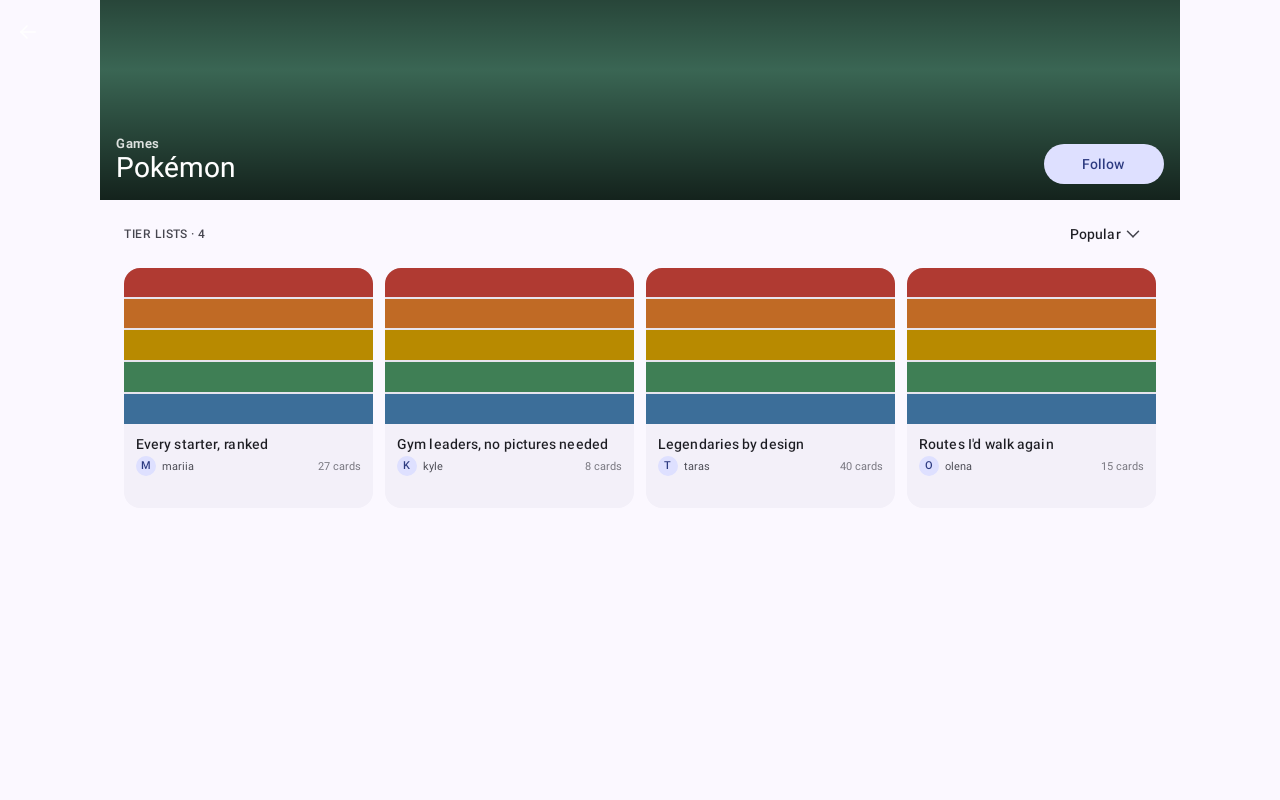 Games
Pokémon
Follow
TIER LISTS · 4
Popular
Every starter, ranked
M mariia 27 cards
Gym leaders, no pictures needed
K kyle 8 cards
Legendaries by design
T taras 40 cards
Routes I'd walk again
O olena 15 cards